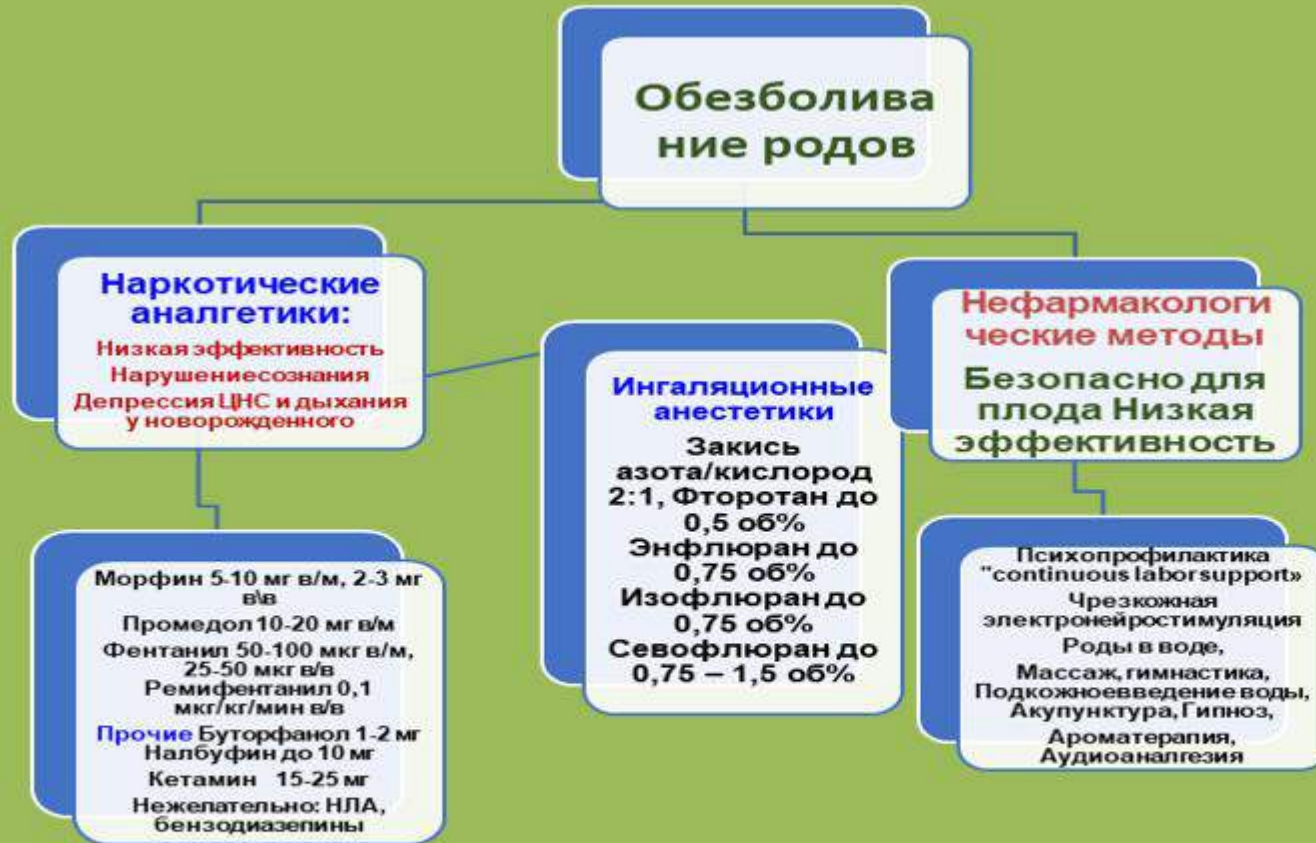 Обезболива
ние родов
Наркотические
аналгетики:
Низкая эффективность
Нарушениесознания
Депрессия ЦНС и дыхания
у новорожденного
Морфин 5-10 мг в/м, 2-3 мг
в\в
Промедол 10-20 мг в/м
Фентанил 50-100 мкг в/м,
25-50 мкг в/в
Ремифентанил 0,1
мкг/кг/мин в/в
Прочие Буторфанол 1-2 мг
Налбуфин до 10 мг
Кетамин 15-25 мг
Нежелательно: НЛА,
бензодиазепины
Ингаляционные
анестетики
Закись
азота/кислород
2:1, Фторотан до
0,5 об%
Энфлюран до
0,75 об%
Изофлюран до
0,75 об%
Севофлюран до
0,75 – 1,5 об%
Нефармакологи
ческие методы
Безопасно для
плода Низкая
эффективность
Психопрофилактика
"continuous labor support»
Чрезкожная
электронейростимуляция
Роды в воде,
Массаж, гимнастика,
Подкожноевведение воды,
Акупунктура, Гипноз,
Ароматерапия,
Аудиоаналгезия